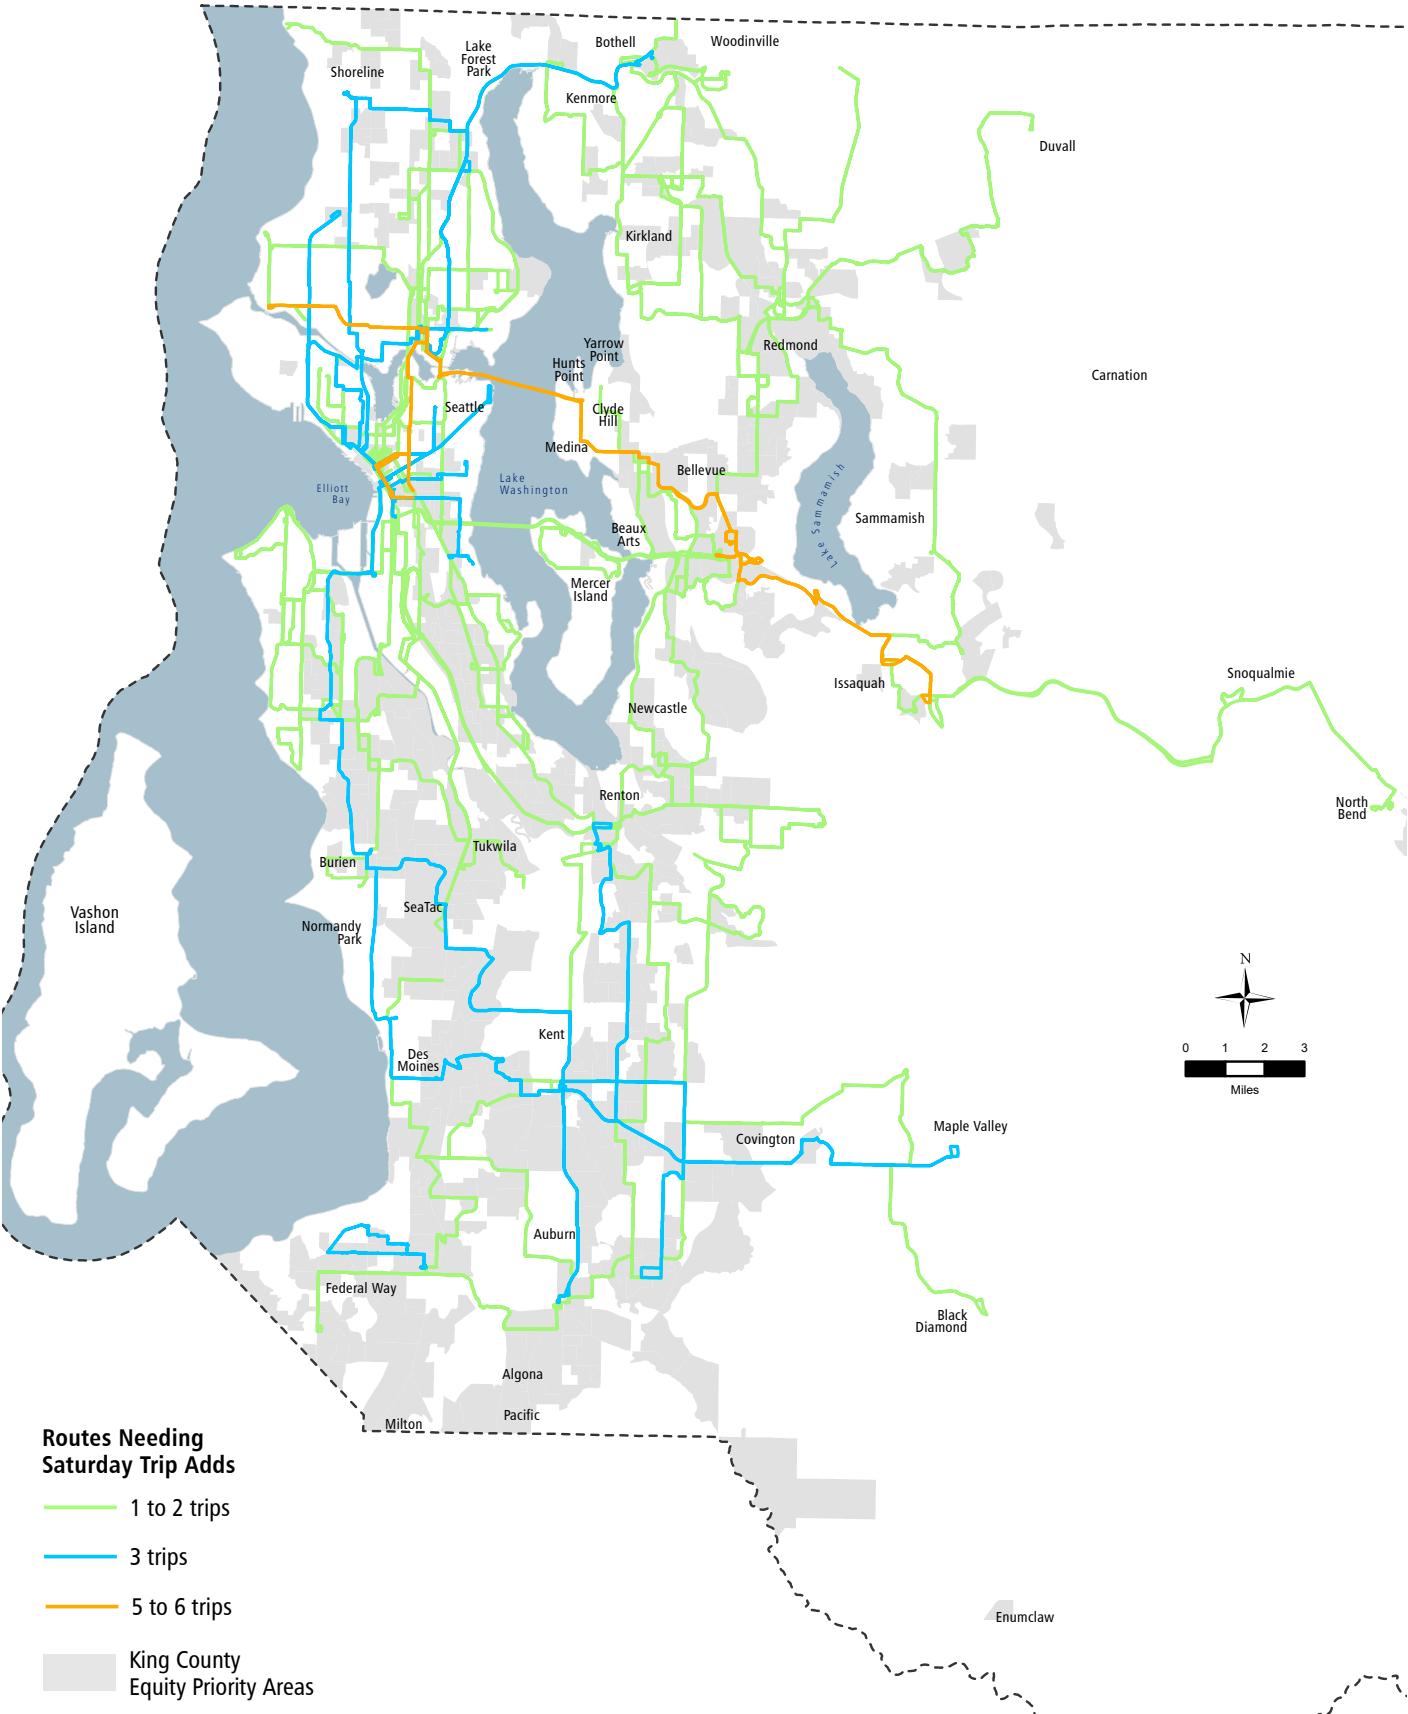 Bothell
Woodinville
Lake
Forest
Park
Shoreline
Kenmore
Duvall
Kirkland
Yarrow
Point
Redmond
Hunts
Point
Carnation
Seattle
Clyde
Hill
Medina
Bellevue
Lake
Washington
Elliott
Bay
Lake Sammamish
Sammamish
Beaux
Arts
Mercer
Island
Issaquah
Snoqualmie
Newcastle
Renton
North
Bend
Tukwila
Burien
SeaTac
Vashon
Island
Normandy
Park
N
Kent
Des
Moines
0 1 2 3
Miles
Covington
Maple Valley
Auburn
Federal Way
Black
Diamond
Algona
Pacific
Milton
Routes Needing
Saturday Trip Adds
1 to 2 trips
3 trips
5 to 6 trips
Enumclaw
King County
Equity Priority Areas